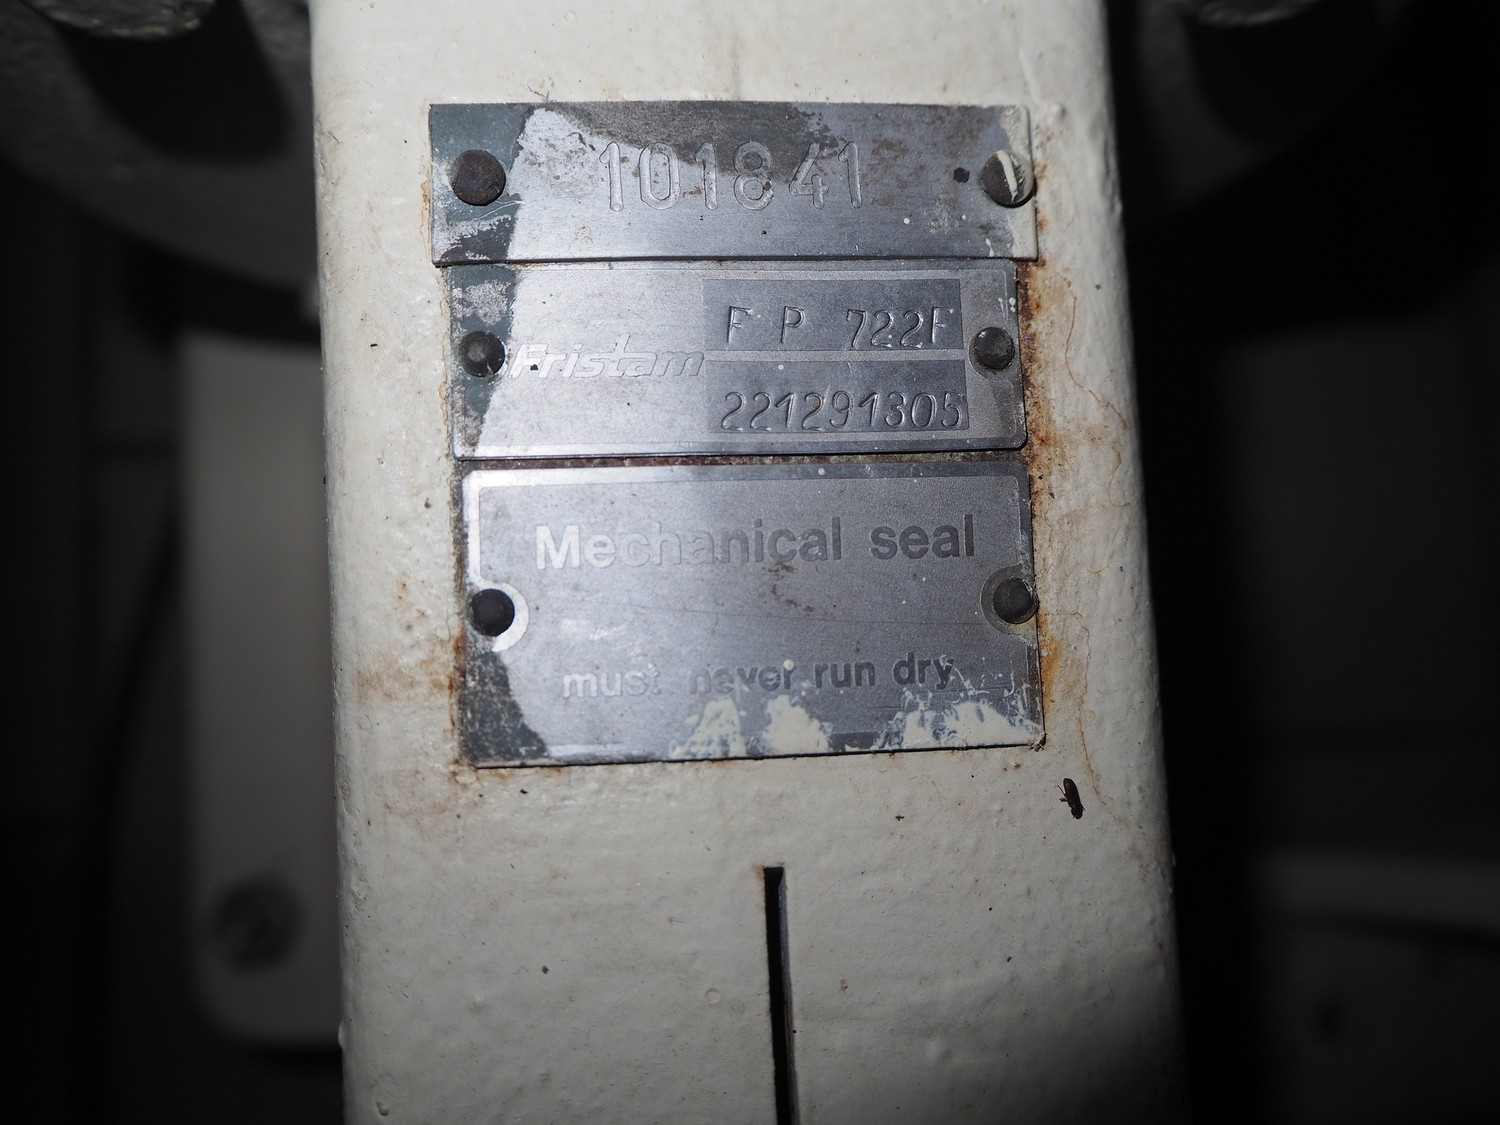 101841
Fristam
F P 722F
221291305
Mechanical seal
must never run dry